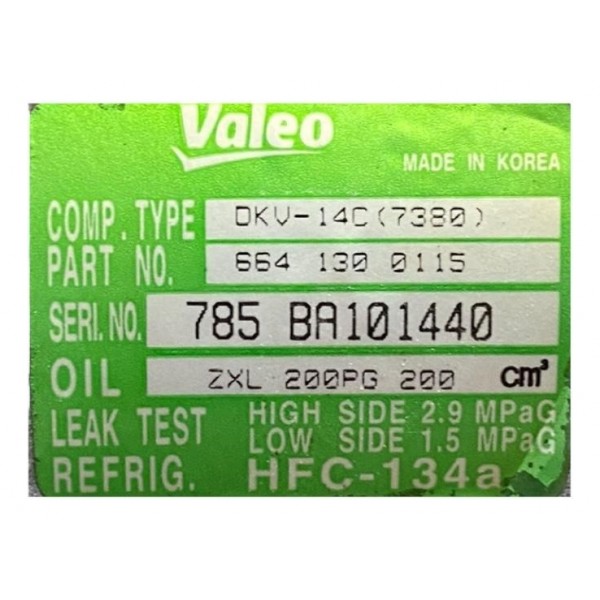 Valeo
MADE IN KOREA
COMP. TYPE DKV-14C(7380)
PART NO. 664 130 0115
SERI. NO. 785 BA101440
OIL ZXL 200PG 200 cm³
LEAK TEST HIGH SIDE 2.9 MPaG
LOW SIDE 1.5 MPaG
REFRIG. HFC-134a